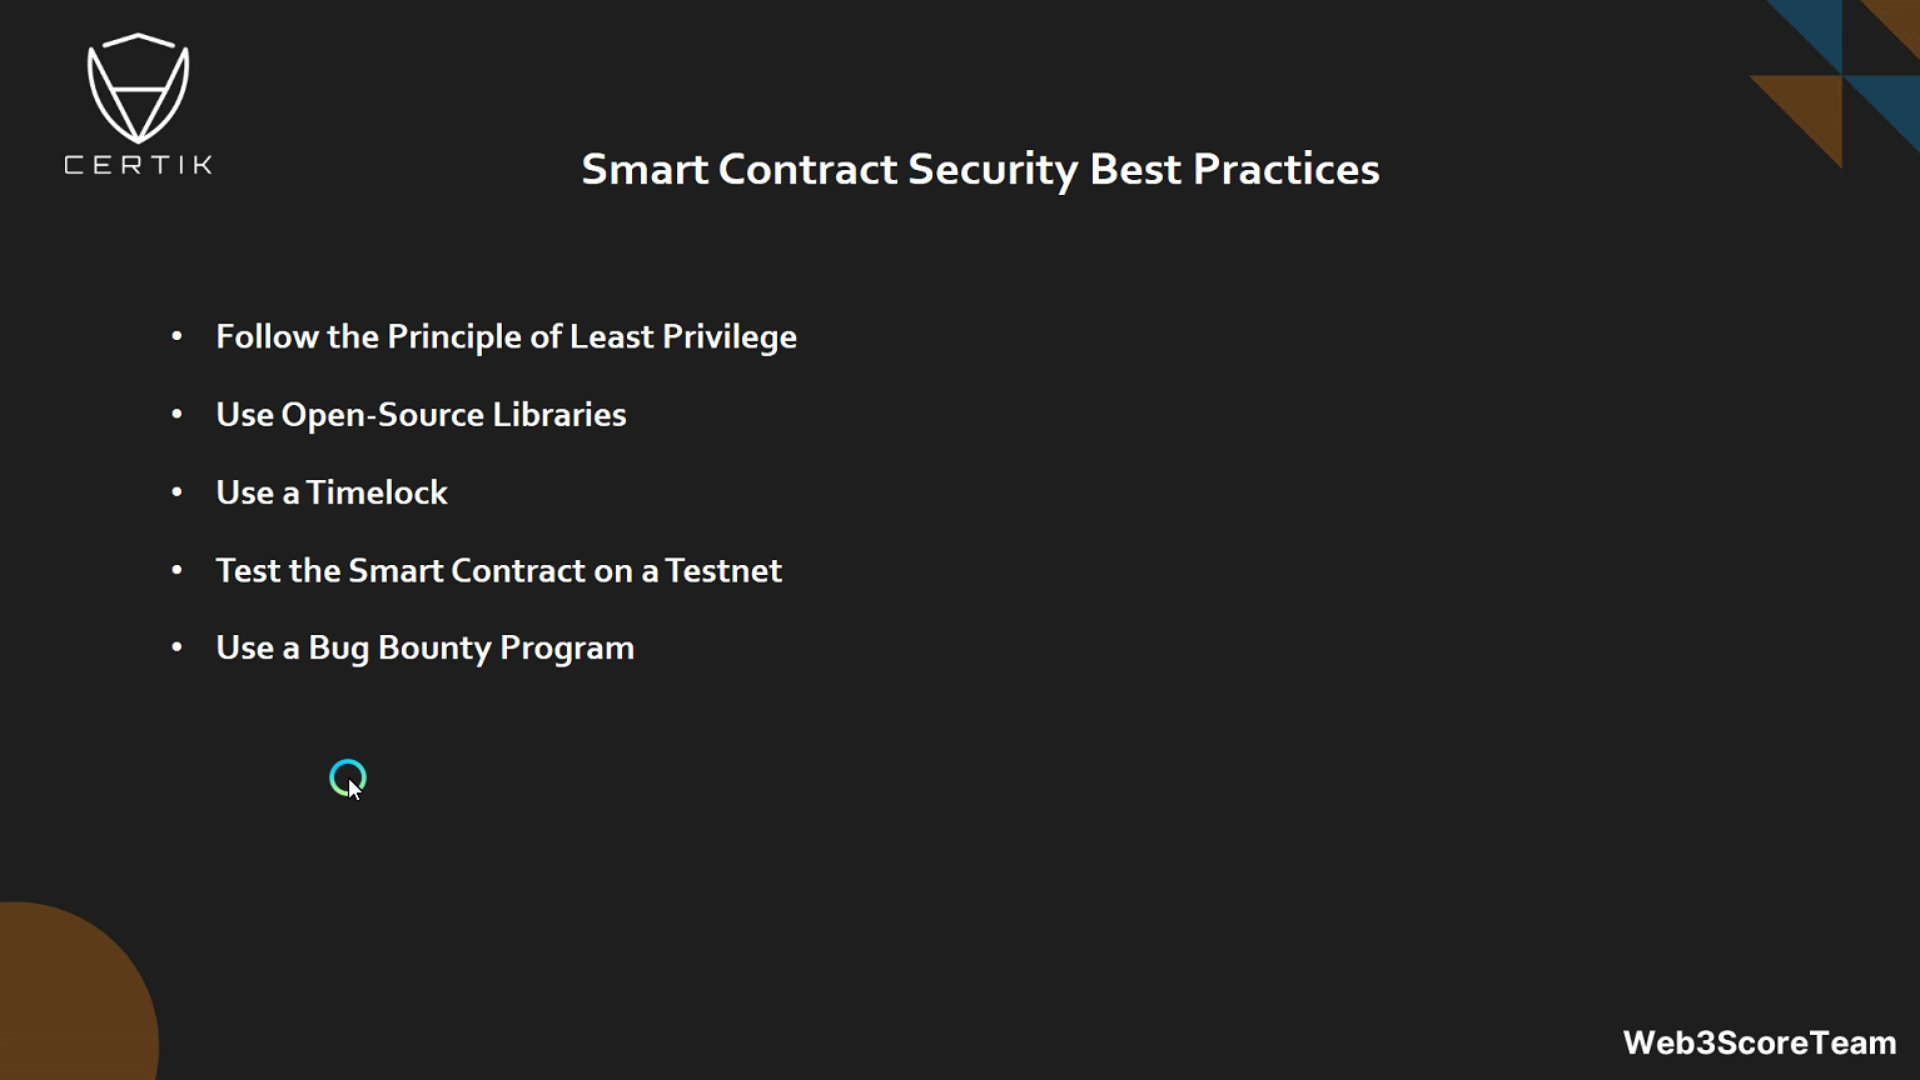 CERTIK
Smart Contract Security Best Practices
• Follow the Principle of Least Privilege
• Use Open-Source Libraries
• Use a Timelock
• Test the Smart Contract on a Testnet
• Use a Bug Bounty Program
Web3ScoreTeam